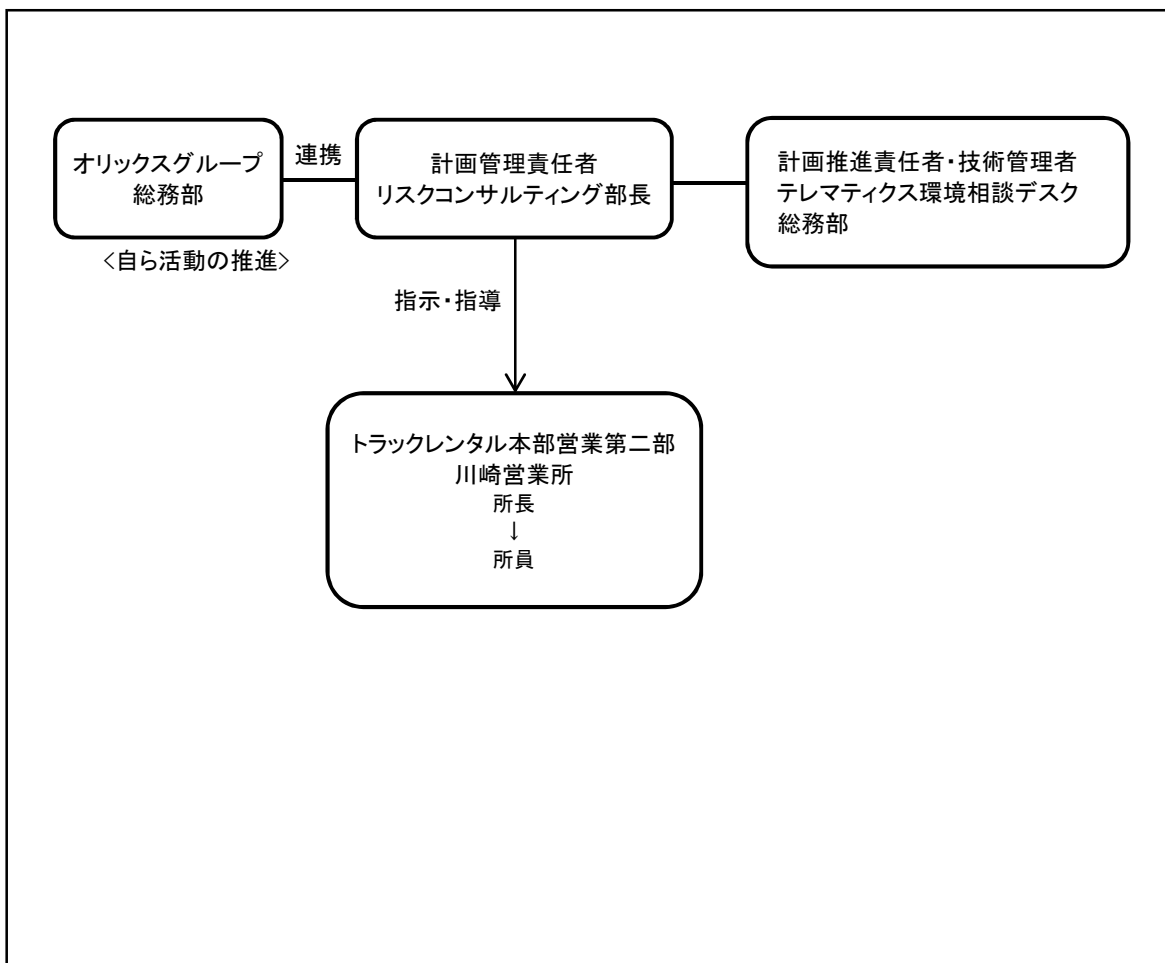 オリックスグループ
総務部
連携
計画管理責任者
リスクコンサルティング部長
計画推進責任者・技術管理者
テレマティクス環境相談デスク
総務部
<自ら活動の推進>
指示・指導
トラックレンタル本部営業第二部
川崎営業所
所長
↓
所員